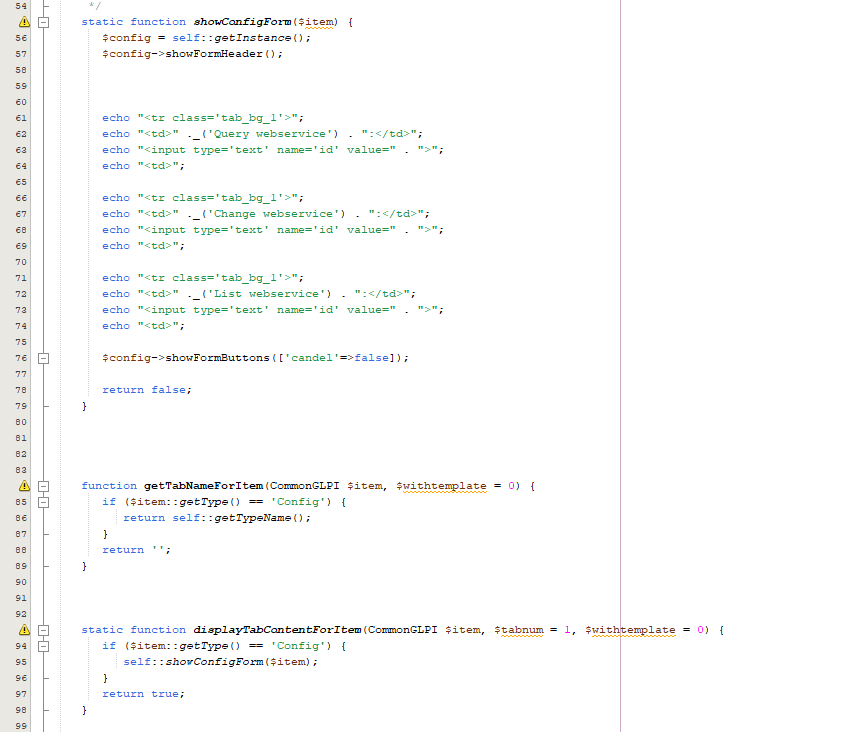 54 */
static function showConfigForm($item) {
56 $config = self::getInstance();
57 $config->showFormHeader();
58
59
60
61 echo "<tr class='tab_bg_1'>";
62 echo "<td>" ._('Query webservice') . ":</td>";
63 echo "<input type='text' name='id' value=" . ">";
64 echo "<td>";
65
66 echo "<tr class='tab_bg_1'>";
67 echo "<td>" ._('Change webservice') . ":</td>";
68 echo "<input type='text' name='id' value=" . ">";
69 echo "<td>";
70
71 echo "<tr class='tab_bg_1'>";
72 echo "<td>" ._('List webservice') . ":</td>";
73 echo "<input type='text' name='id' value=" . ">";
74 echo "<td>";
75
76 $config->showFormButtons(['candel'=>false]);
77
78 return false;
79 }
80
81
82
83
function getTabNameForItem(CommonGLPI $item, $withtemplate = 0) {
85 if ($item::getType() == 'Config') {
86 return self::getTypeName();
87 }
88 return '';
89 }
90
91
92
static function displayTabContentForItem(CommonGLPI $item, $tabnum = 1, $withtemplate = 0) {
94 if ($item::getType() == 'Config') {
95 self::showConfigForm($item);
96 }
97 return true;
98 }
99